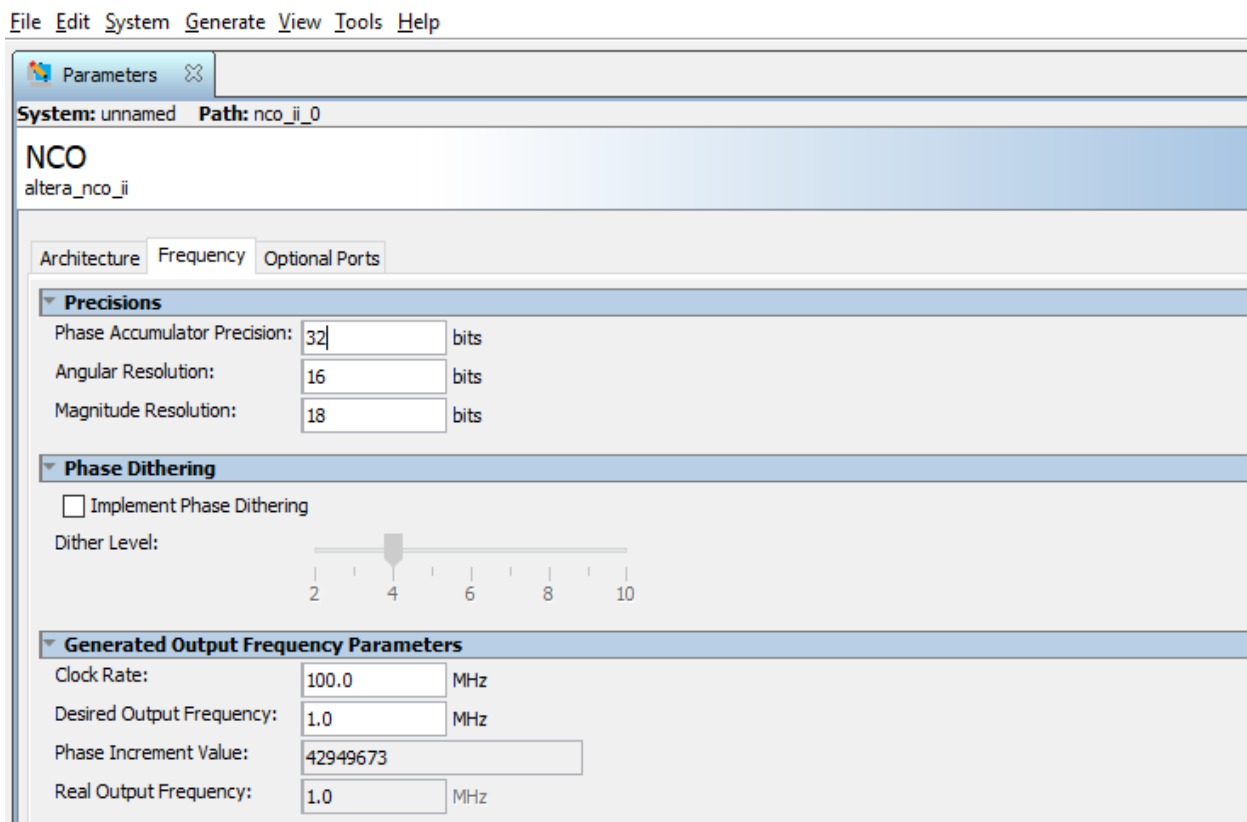 File Edit System Generate View Tools Help
Parameters
System: unnamed Path: nco_ii_0
NCO
altera_nco_ii
Architecture Frequency Optional Ports
Precisions
Phase Accumulator Precision: 32 bits
Angular Resolution: 16 bits
Magnitude Resolution: 18 bits
Phase Dithering
Implement Phase Dithering
Dither Level:
2 4 6 8 10
Generated Output Frequency Parameters
Clock Rate: 100.0 MHz
Desired Output Frequency: 1.0 MHz
Phase Increment Value: 42949673
Real Output Frequency: 1.0 MHz